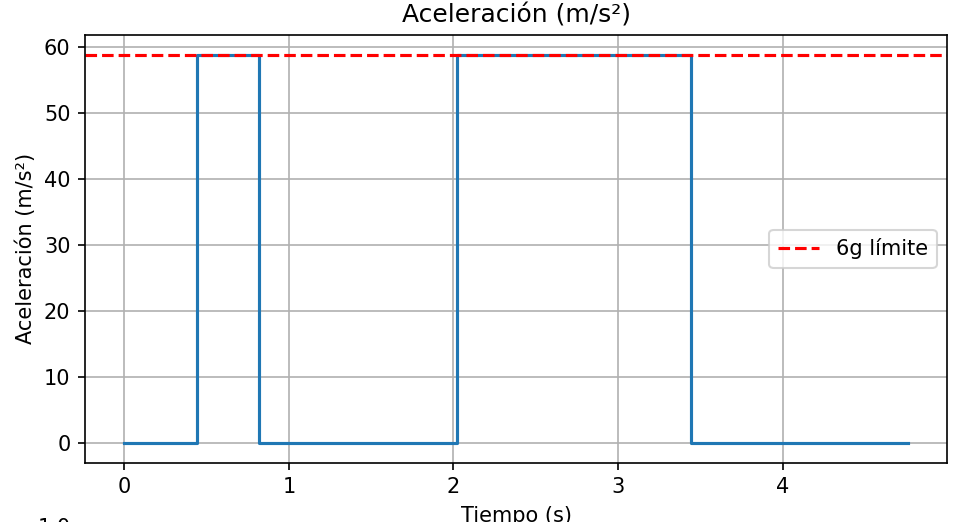 Aceleración (m/s²)
Aceleración (m/s²)
60
50
40
30
20
10
0
6g límite
0 1 2 3 4
Tiempo (s)